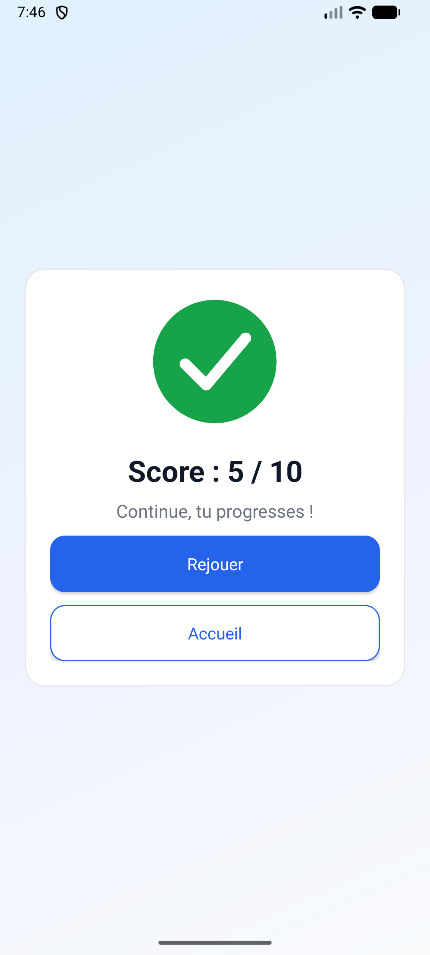 7:46
Score : 5 / 10
Continue, tu progresses !
Rejouer
Accueil